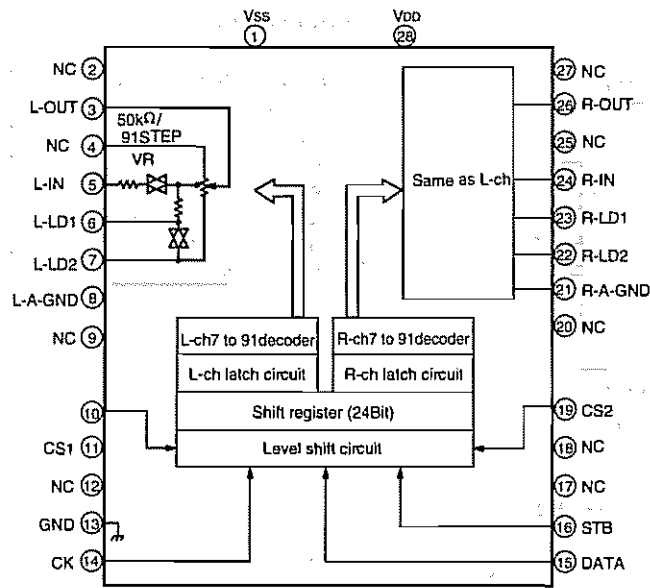 VSS VDD
1 28
NC 2 27 NC
L-OUT 3 26 R-OUT
50kΩ/
91STEP
VR
NC 4 25 NC
L-IN 5 24 R-IN
Same as L-ch
L-LD1 6 23 R-LD1
L-LD2 7 22 R-LD2
L-A-GND 8 21 R-A-GND
NC 9 20 NC
L-ch7 to 91decoder R-ch7 to 91decoder
L-ch latch circuit R-ch latch circuit
10 Shift register (24Bit) 19 CS2
CS1 11 Level shift circuit 18 NC
NC 12 17 NC
GND 13 16 STB
CK 14 15 DATA